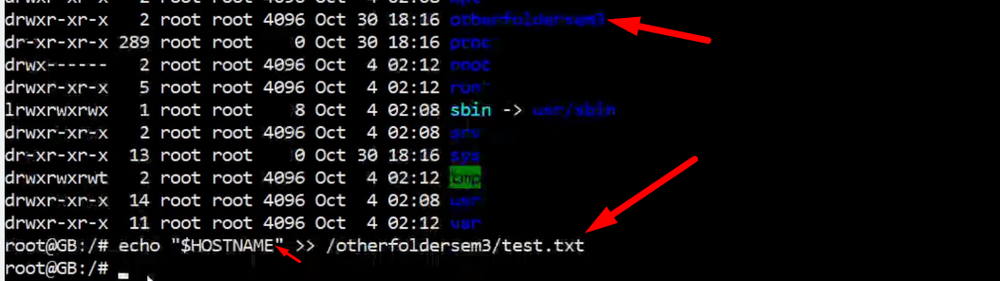 drwxr-xr-x 2 root root 4096 Oct 30 18:16 otherfoldersem3
dr-xr-xr-x 289 root root 0 Oct 30 18:16 proc
drwx------ 2 root root 4096 Oct 4 02:12 root
drwxr-xr-x 5 root root 4096 Oct 4 02:12 run
lrwxrwxrwx 1 root root 8 Oct 4 02:08 sbin -> usr/sbin
drwxr-xr-x 2 root root 4096 Oct 4 02:08 srv
dr-xr-xr-x 13 root root 0 Oct 30 18:16 sys
drwxrwxrwt 2 root root 4096 Oct 4 02:12 tmp
drwxr-xr-x 14 root root 4096 Oct 4 02:08 usr
drwxr-xr-x 11 root root 4096 Oct 4 02:12 var
root@GB:/# echo "$HOSTNAME" >> /otherfoldersem3/test.txt
root@GB:/#